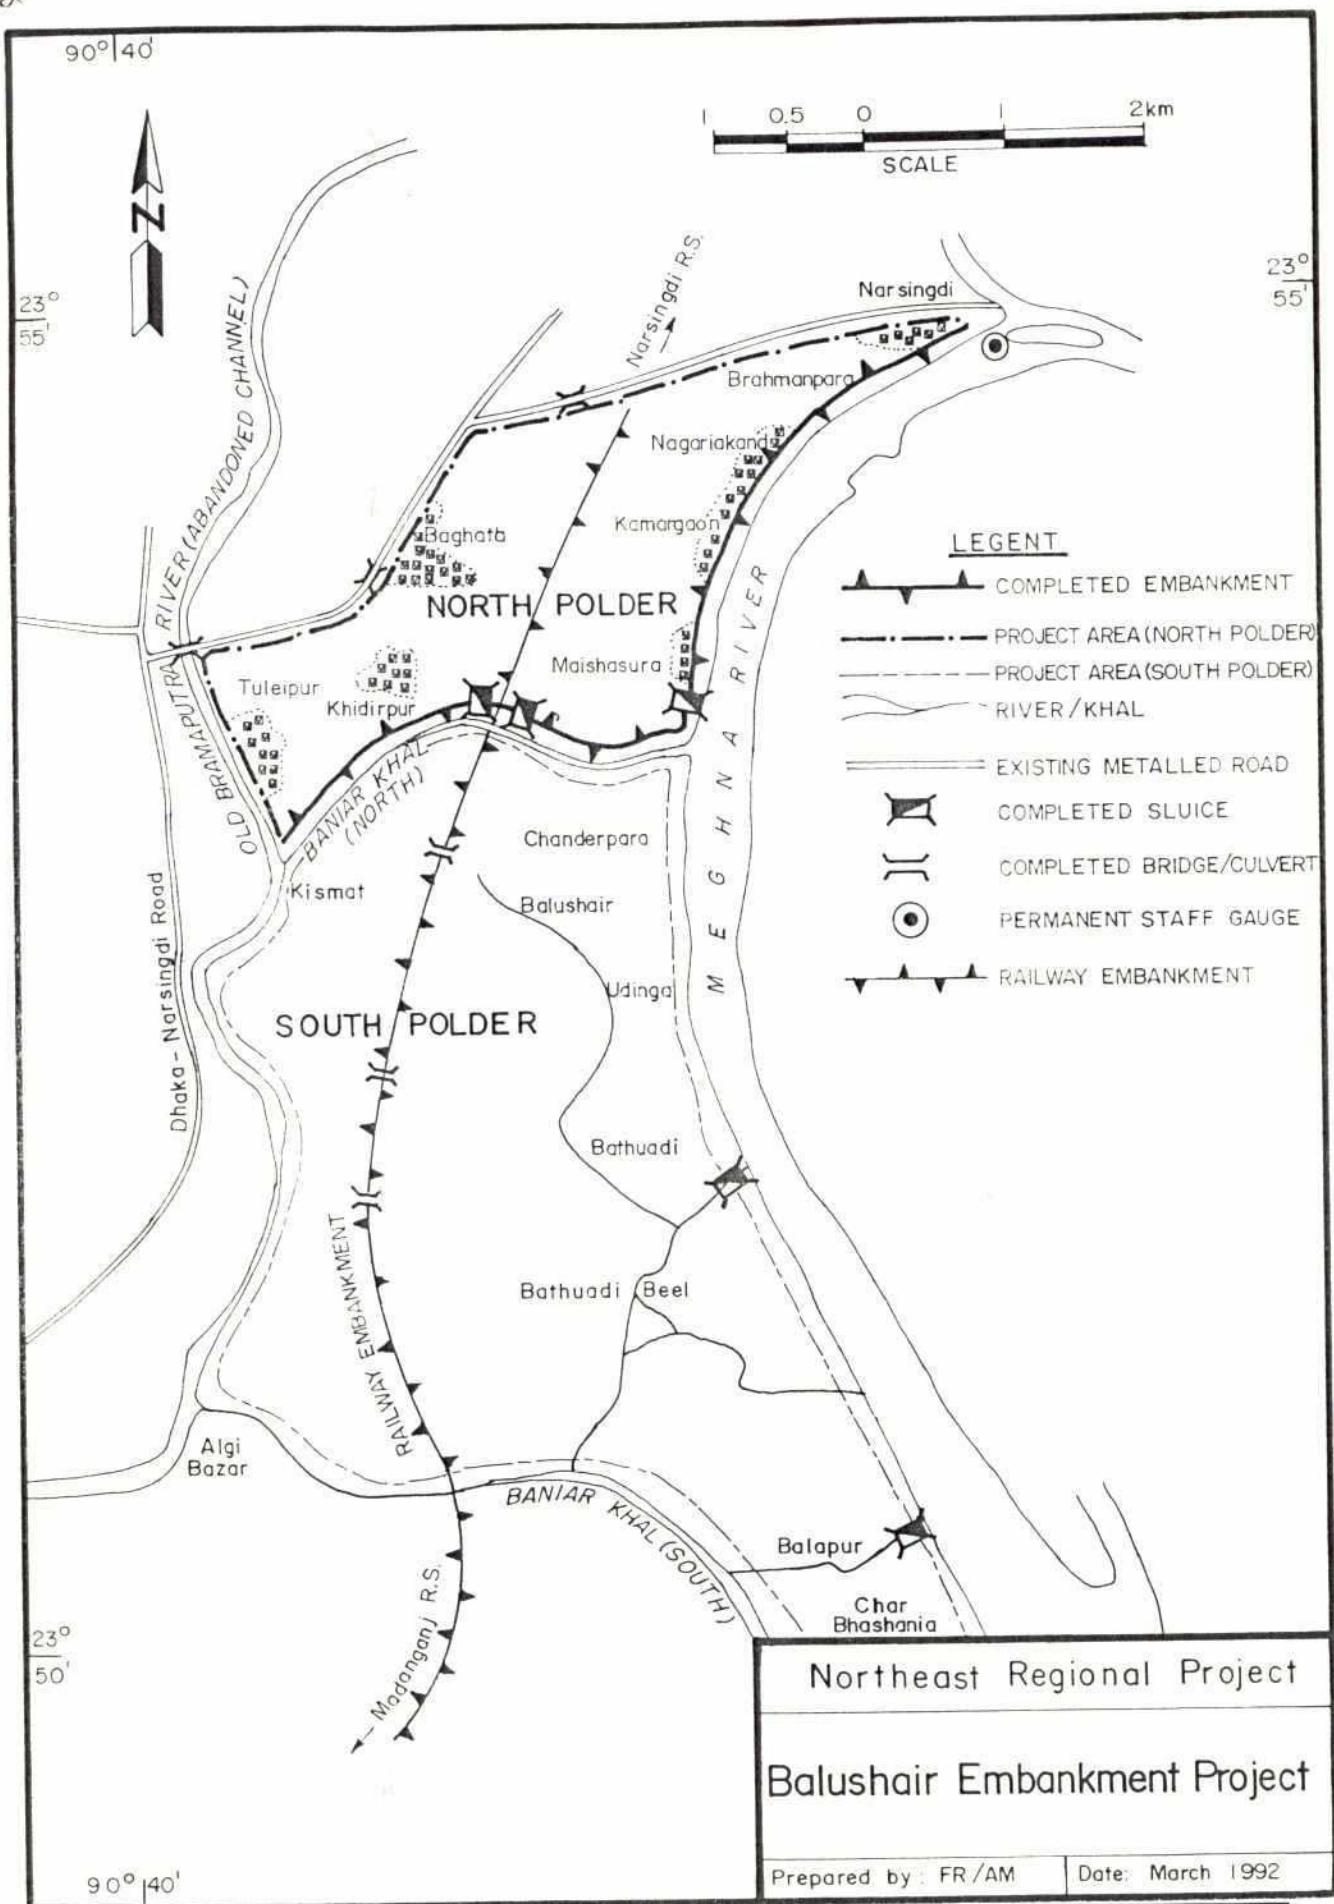 90° 40'
1 0.5 0 1 2km
SCALE
N
23°
55'
23°
55'
Narsingdi R.S.
Narsingdi
Brahmanpara
Nagariakand
Kamargaon
Baghata
NORTH POLDER
Maishasura
Tuleipur
Khidirpur
OLD BRAMAPUTRA RIVER (ABANDONED CHANNEL)
BANIAR KHAL
(NORTH)
MEGHNA RIVER
Kismat
Chanderpara
Balushair
Udinga
SOUTH POLDER
Dhaka - Narsingdi Road
Bathuadi
RAILWAY EMBANKMENT
Bathuadi Beel
Algi
Bazar
BANIAR KHAL (SOUTH)
Balapur
Char
Bhashania
Madanganj R.S.
23°
50'
90° 40'
LEGENT
COMPLETED EMBANKMENT
PROJECT AREA (NORTH POLDER)
PROJECT AREA (SOUTH POLDER)
RIVER/KHAL
EXISTING METALLED ROAD
COMPLETED SLUICE
COMPLETED BRIDGE/CULVERT
PERMANENT STAFF GAUGE
RAILWAY EMBANKMENT
Northeast Regional Project
Balushair Embankment Project
Prepared by : FR/AM
Date: March 1992